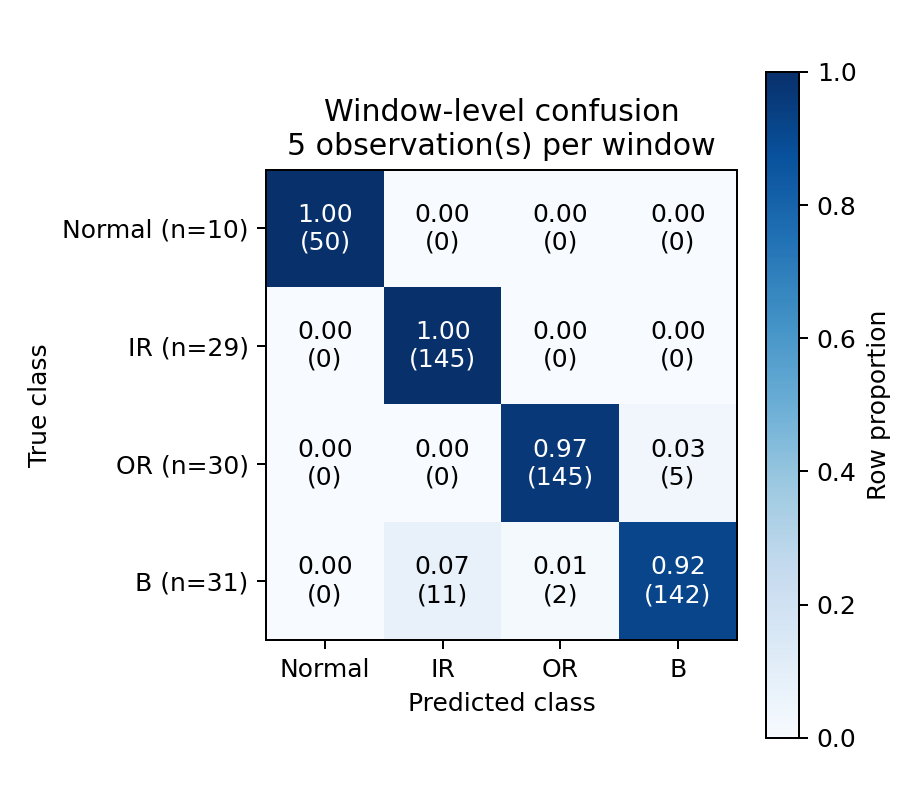 Window-level confusion
5 observation(s) per window
True class
Normal (n=10)
1.00 0.00 0.00 0.00
(50) (0) (0) (0)
IR (n=29)
0.00 1.00 0.00 0.00
(0) (145) (0) (0)
OR (n=30)
0.00 0.00 0.97 0.03
(0) (0) (145) (5)
B (n=31)
0.00 0.07 0.01 0.92
(0) (11) (2) (142)
Normal IR OR B
Predicted class
1.0
0.8
0.6
0.4
0.2
0.0
Row proportion